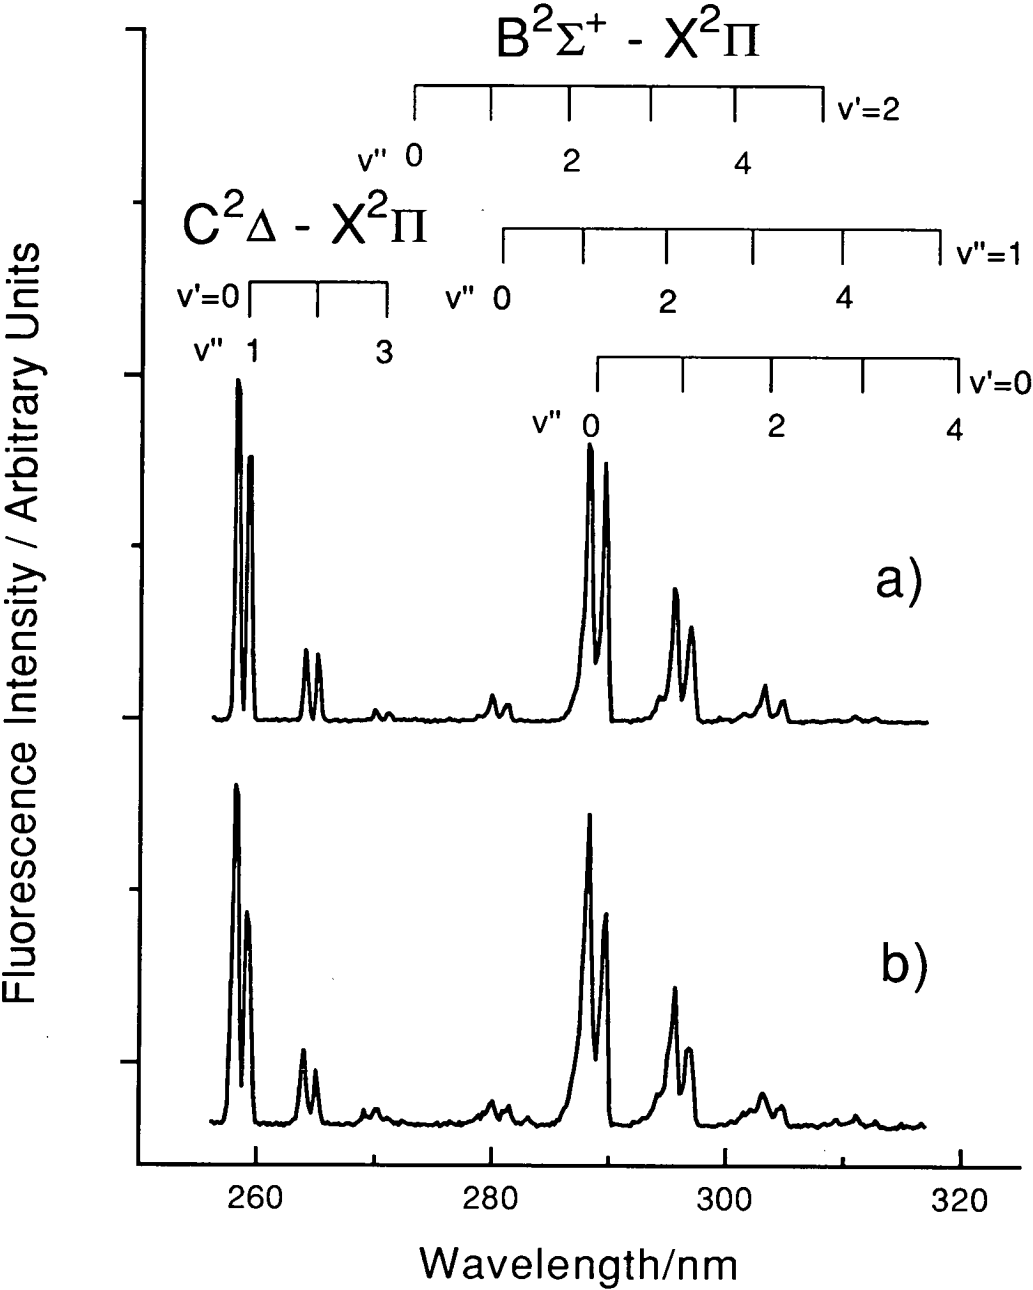 B²Σ⁺ - X²Π
v'=2
v" 0 2 4
C²Δ - X²Π
v"=1
v'=0
v" 0 2 4
v" 1 3
v'=0
v" 0 2 4
a)
b)
Fluorescence Intensity / Arbitrary Units
260 280 300 320
Wavelength/nm